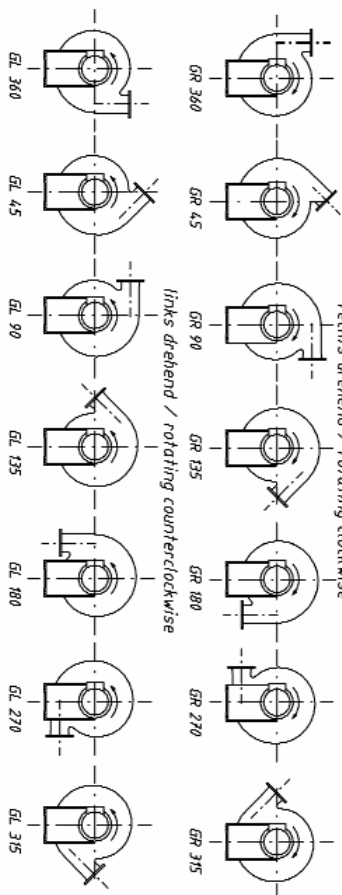 rechts drehend / rotating clockwise
GR 360 GR 45 GR 90 GR 135 GR 180 GR 270 GR 315
links drehend / rotating counterclockwise
GL 360 GL 45 GL 90 GL 135 GL 180 GL 270 GL 315